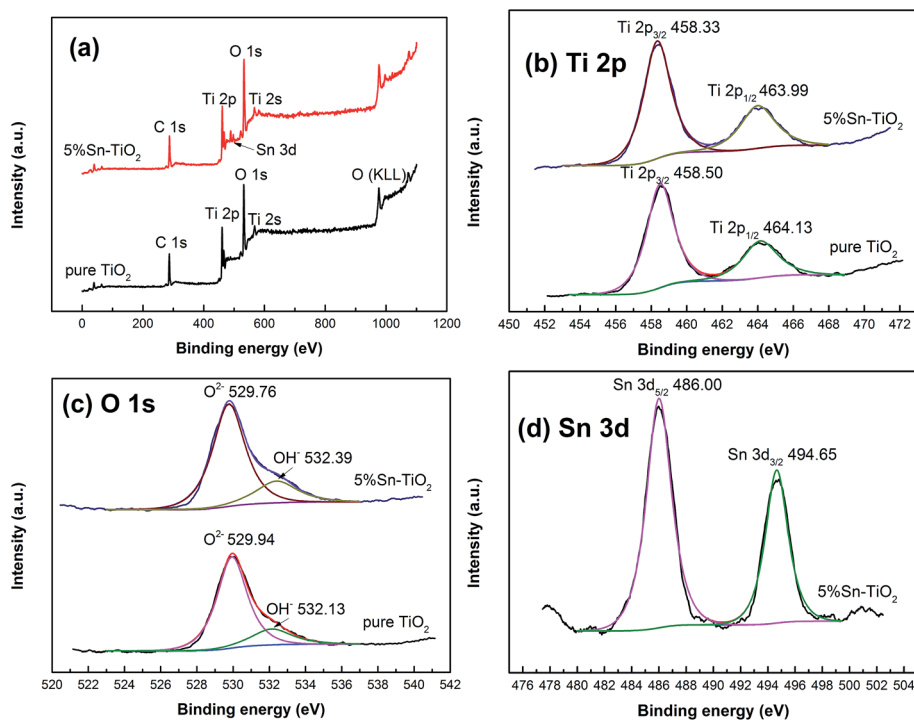 (a)
O 1s
Ti 2p
Ti 2s
C 1s
5%Sn-TiO₂
Sn 3d
O 1s
O (KLL)
Ti 2p
Ti 2s
C 1s
pure TiO₂
Intensity (a.u.)
0 200 400 600 800 1000 1200
Binding energy (eV)
(b) Ti 2p
Ti 2p₃/₂ 458.33
Ti 2p₁/₂ 463.99
5%Sn-TiO₂
Ti 2p₃/₂ 458.50
Ti 2p₁/₂ 464.13
pure TiO₂
Intensity (a.u.)
450 452 454 456 458 460 462 464 466 468 470 472
Binding energy (eV)
(c) O 1s
O²⁻ 529.76
OH⁻ 532.39
5%Sn-TiO₂
O²⁻ 529.94
OH⁻ 532.13
pure TiO₂
Intensity (a.u.)
520 522 524 526 528 530 532 534 536 538 540 542
Binding energy (eV)
(d) Sn 3d
Sn 3d₅/₂ 486.00
Sn 3d₃/₂ 494.65
5%Sn-TiO₂
Intensity (a.u.)
476 478 480 482 484 486 488 490 492 494 496 498 500 502 504
Binding energy (eV)